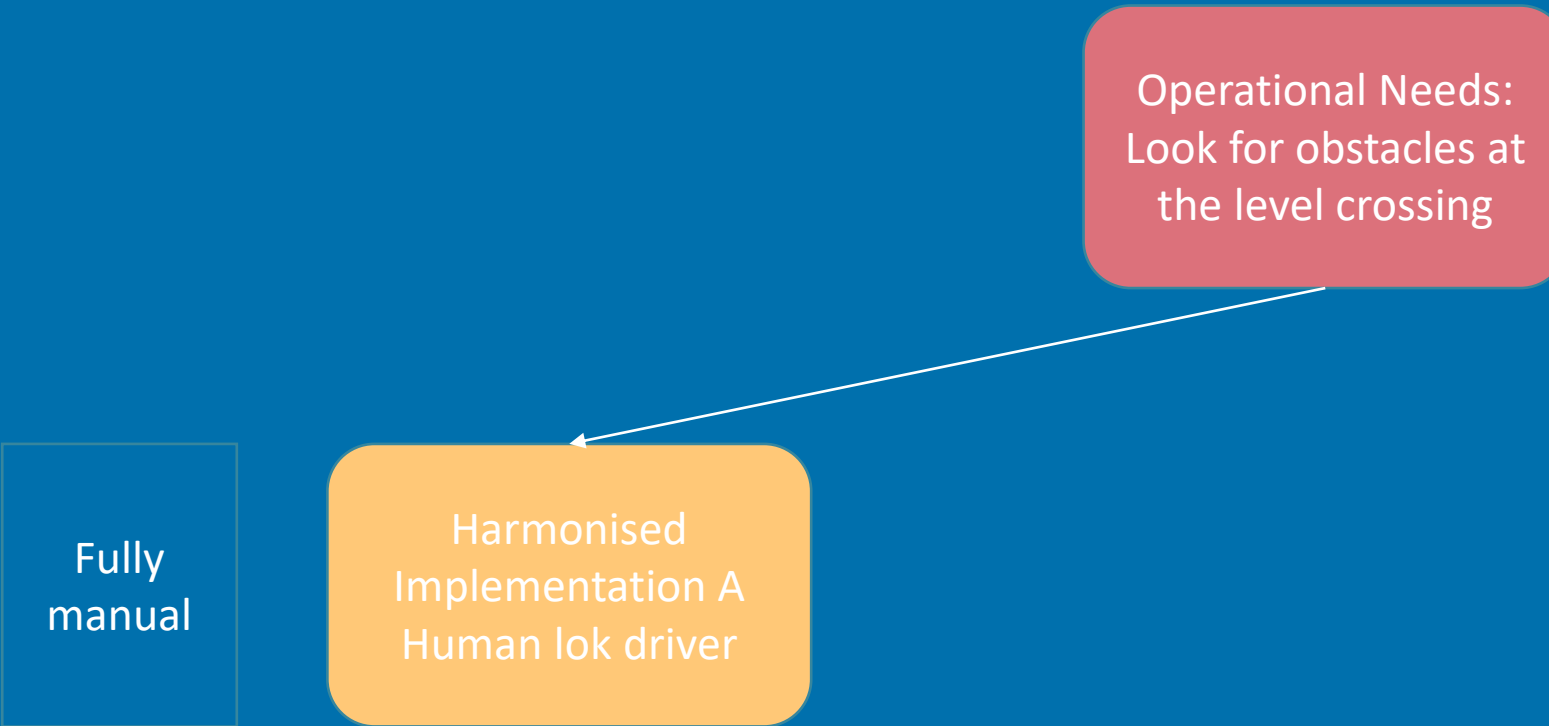 Operational Needs:
Look for obstacles at
the level crossing
Fully
manual
Harmonised
Implementation A
Human lok driver